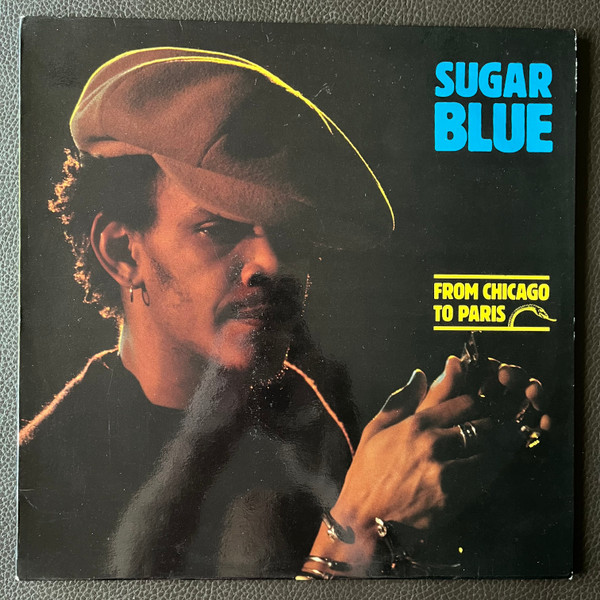 SUGAR
BLUE
FROM CHICAGO
TO PARIS